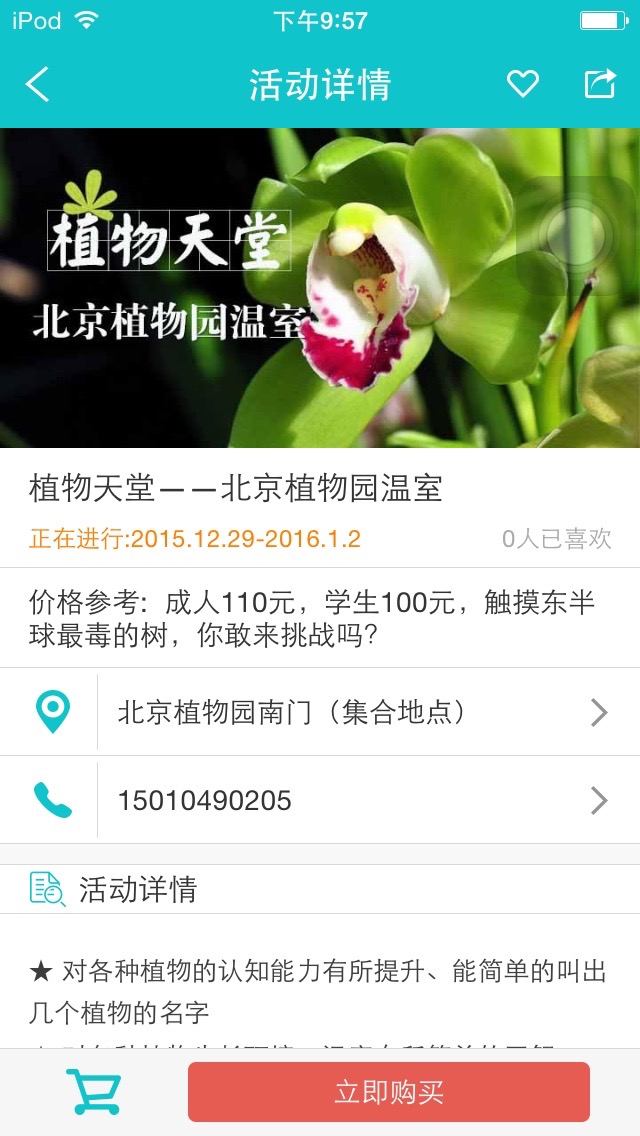 iPod 下午9:57
活动详情
植物天堂
北京植物园温室
植物天堂——北京植物园温室
正在进行:2015.12.29-2016.1.2 0人已喜欢
价格参考: 成人110元，学生100元，触摸东半
球最毒的树，你敢来挑战吗？
北京植物园南门（集合地点）
15010490205
活动详情
★ 对各种植物的认知能力有所提升、能简单的叫出
几个植物的名字
立即购买